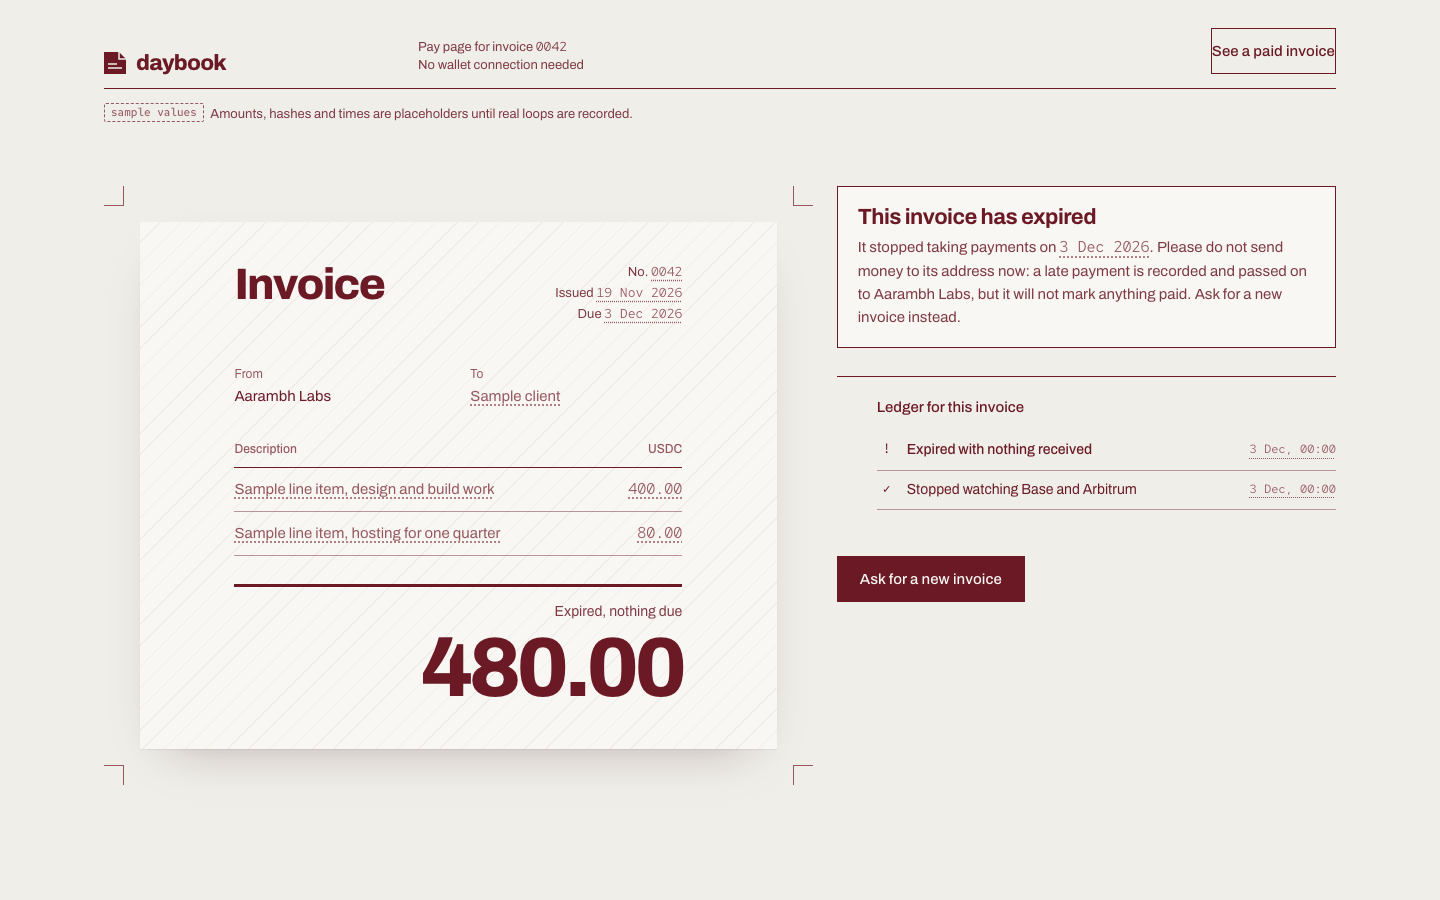 daybook
Pay page for invoice 0042
No wallet connection needed
See a paid invoice
sample values Amounts, hashes and times are placeholders until real loops are recorded.
Invoice
No. 0042
Issued 19 Nov 2026
Due 3 Dec 2026
From
Aarambh Labs
To
Sample client
Description USDC
Sample line item, design and build work 400.00
Sample line item, hosting for one quarter 80.00
Expired, nothing due
480.00
This invoice has expired
It stopped taking payments on 3 Dec 2026. Please do not send
money to its address now: a late payment is recorded and passed on
to Aarambh Labs, but it will not mark anything paid. Ask for a new
invoice instead.
Ledger for this invoice
! Expired with nothing received 3 Dec, 00:00
✓ Stopped watching Base and Arbitrum 3 Dec, 00:00
Ask for a new invoice